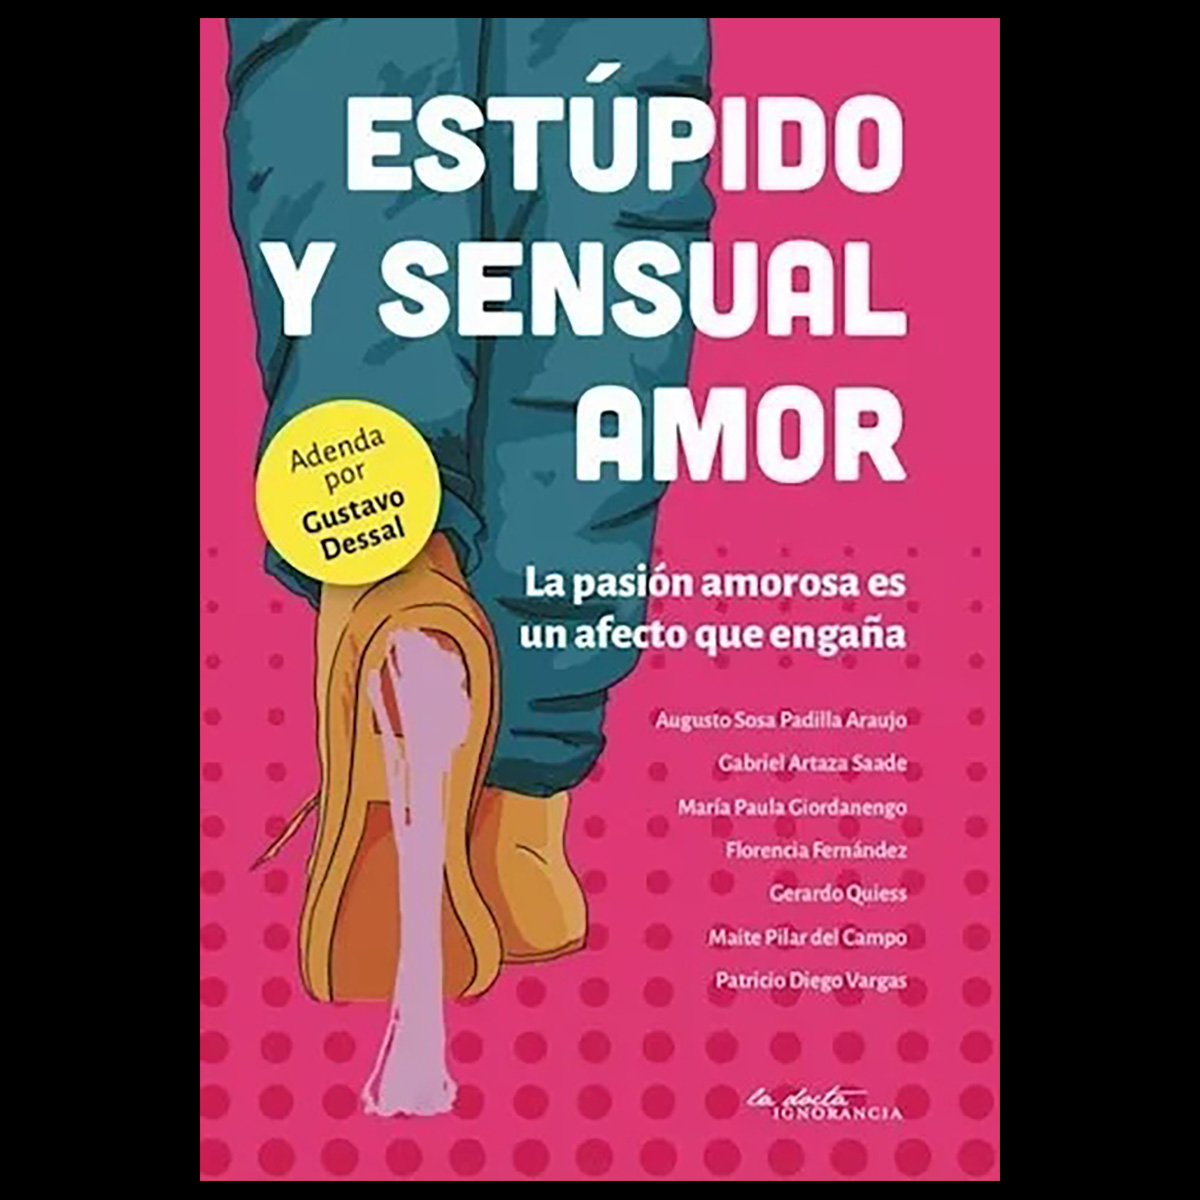 ESTÚPIDO
Y SENSUAL
AMOR
Adenda
por
Gustavo
Dessal
La pasión amorosa es
un afecto que engaña
Augusto Sosa Padilla Araujo
Gabriel Artaza Saade
María Paula Giordanengo
Florencia Fernández
Gerardo Quiess
Maite Pilar del Campo
Patricio Diego Vargas
la docta
IGNORANCIA